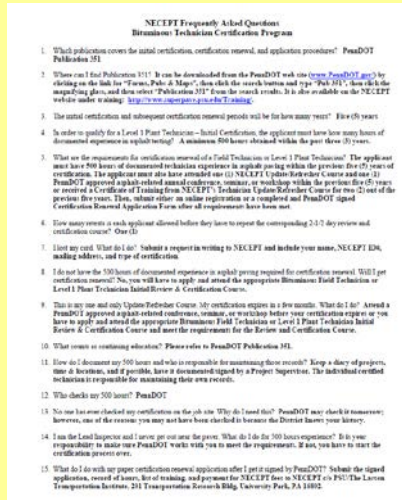 NECEPT Frequently Asked Questions
Bituminous Technician Certification Program
1. Which publication covers the initial certification, certification renewal, and application procedures? PennDOT
Publication 351
2. Where can I find Publication 351? It can be downloaded from the PennDOT web site (www.PennDOT.gov) by
clicking on the link for "Forms, Pubs & Maps", then click the search button and type "Pub 351", then click the
magnifying glass, and then select "Publication 351" from the search results. It is also available on the NECEPT
website under training: http://www.superpave.psu.edu/Training/.
3. The initial certification and subsequent certification renewal periods will be for how many years? Five (5) years
4. In order to qualify for a Level 1 Plant Technician – Initial Certification, the applicant must have how many hours of
documented experience in asphalt testing? A minimum 500 hours obtained within the past three (3) years.
5. What are the requirements for certification renewal of a Field Technician or Level 1 Plant Technician? The applicant
must have 500 hours of documented technician experience in asphalt paving within the previous five (5) years of
certification. The applicant must also have attended one (1) NECEPT Update/Refresher Course and one (1)
PennDOT approved asphalt-related annual conference, seminar, or workshop within the previous five (5) years
or received a Certificate of Training from NECEPT's Technician Update/Refresher Course for two (2) out of the
previous five years. Then, submit either an online registration or a completed and PennDOT signed
Certification Renewal Application Form after all requirements have been met.
6. How many retests is each applicant allowed before they have to repeat the corresponding 2-1/2 day review and
certification course? One (1)
7. I lost my card. What do I do? Submit a request in writing to NECEPT and include your name, NECEPT ID#,
mailing address, and type of certification.
8. I do not have the 500 hours of documented experience in asphalt paving required for certification renewal. Will I get
certification renewal? No, you will have to apply and attend the appropriate Bituminous Field Technician or
Level 1 Plant Technician Initial Review & Certification Course.
9. This is my one and only Update/Refresher Course. My certification expires in a few months. What do I do? Attend a
PennDOT approved asphalt-related conference, seminar, or workshop before your certification expires or you
have to apply and attend the appropriate Bituminous Field Technician or Level 1 Plant Technician Initial
Review & Certification Course and meet the requirements for the Review and Certification Course.
10. What counts as continuing education? Please refer to PennDOT Publication 351.
11. How do I document my 500 hours and who is responsible for maintaining those records? Keep a diary of projects,
time & locations, and if possible, have it documented signed by a Project Supervisor. The individual certified
technician is responsible for maintaining their own records.
12. Who checks my 500 hours? PennDOT
13. No one has ever checked my certification on the job site. Why do I need this? PennDOT may check it tomorrow;
however, one of the reasons you may not have been checked is because the District knows your history.
14. I am the Lead Inspector and I never get out near the paver. What do I do for 500 hours experience? It is your
responsibility to make sure PennDOT works with you to meet the requirements. If not, you have to start the
certification process over.
15. What do I do with my paper certification renewal application after I get it signed by PennDOT? Submit the signed
application, record of hours, list of training, and payment for NECEPT fees to NECEPT c/o PSU/The Larson
Transportation Institute, 201 Transportation Research Bldg, University Park, PA 16802.